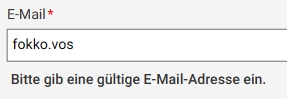 E-Mail*
fokko.vos
Bitte gib eine gültige E-Mail-Adresse ein.